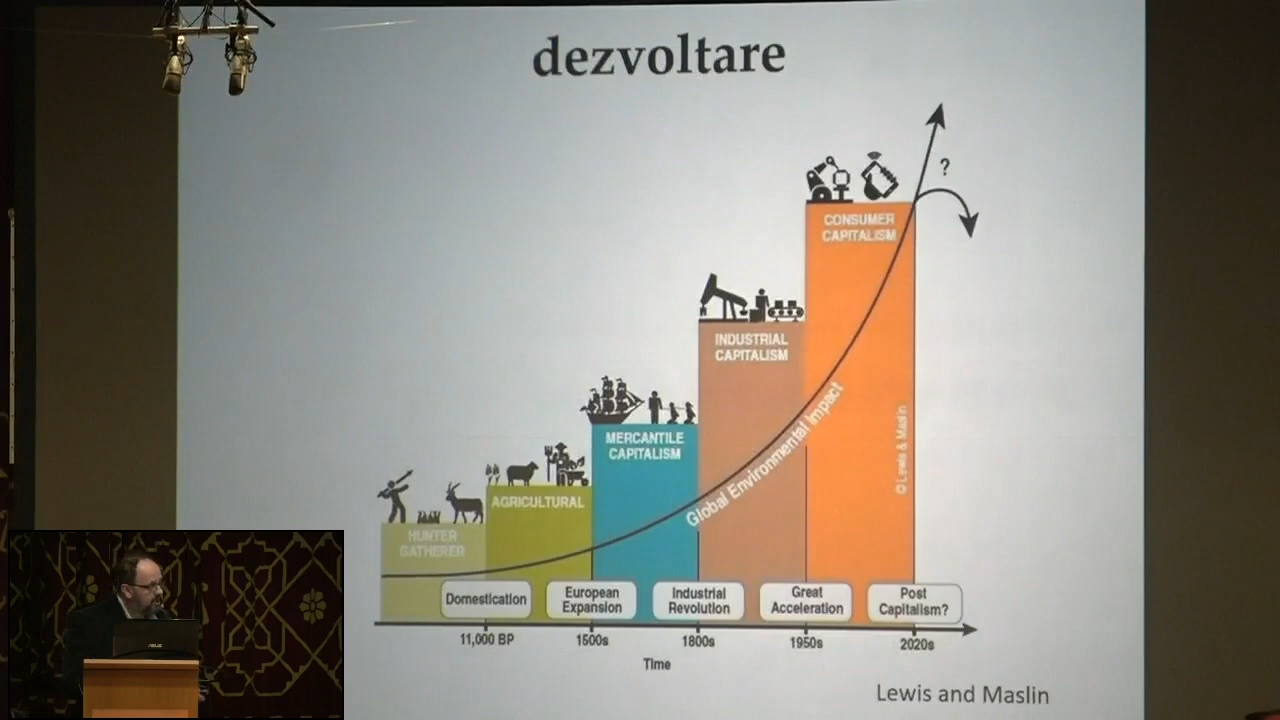 dezvoltare
?
CONSUMER
CAPITALISM
INDUSTRIAL
CAPITALISM
MERCANTILE
CAPITALISM
AGRICULTURAL
HUNTER
GATHERER
Global Environmental Impact
© Lewis & Maslin
Domestication
European
Expansion
Industrial
Revolution
Great
Acceleration
Post
Capitalism?
11,000 BP
1500s
1800s
1950s
2020s
Time
Lewis and Maslin
ASUS